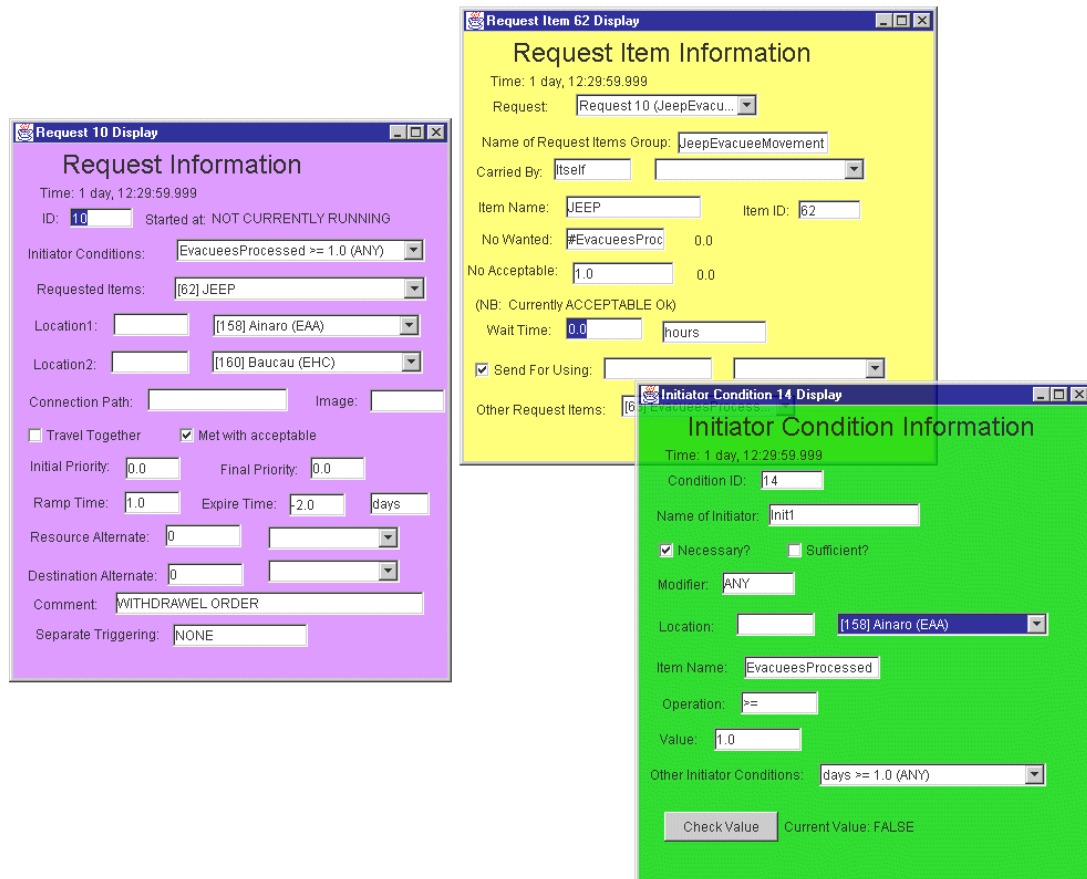 Request Item 62 Display
Request Item Information
Time: 1 day, 12:29:59.999
Request: Request 10 (JeepEvacu...
Name of Request Items Group: JeepEvacueeMovement
Carried By: Itself
Item Name: JEEP Item ID: 62
No Wanted: #EvacueesProc 0.0
No Acceptable: 1.0 0.0
(NB: Currently ACCEPTABLE Ok)
Wait Time: 0.0 hours
Send For Using:
Other Request Items: EvacueesProcess...
Request 10 Display
Request Information
Time: 1 day, 12:29:59.999
ID: 10 Started at: NOT CURRENTLY RUNNING
Initiator Conditions: EvacueesProcessed >= 1.0 (ANY)
Requested Items: [62] JEEP
Location1: [158] Ainaro (EAA)
Location2: [160] Baucau (EHC)
Connection Path: Image:
Travel Together Met with acceptable
Initial Priority: 0.0 Final Priority: 0.0
Ramp Time: 1.0 Expire Time: -2.0 days
Resource Alternate: 0
Destination Alternate: 0
Comment: WITHDRAWEL ORDER
Separate Triggering: NONE
Initiator Condition 14 Display
Initiator Condition Information
Time: 1 day, 12:29:59.999
Condition ID: 14
Name of Initiator: Init1
Necessary? Sufficient?
Modifier: ANY
Location: [158] Ainaro (EAA)
Item Name: EvacueesProcessed
Operation: >=
Value: 1.0
Other Initiator Conditions: days >= 1.0 (ANY)
Check Value Current Value: FALSE